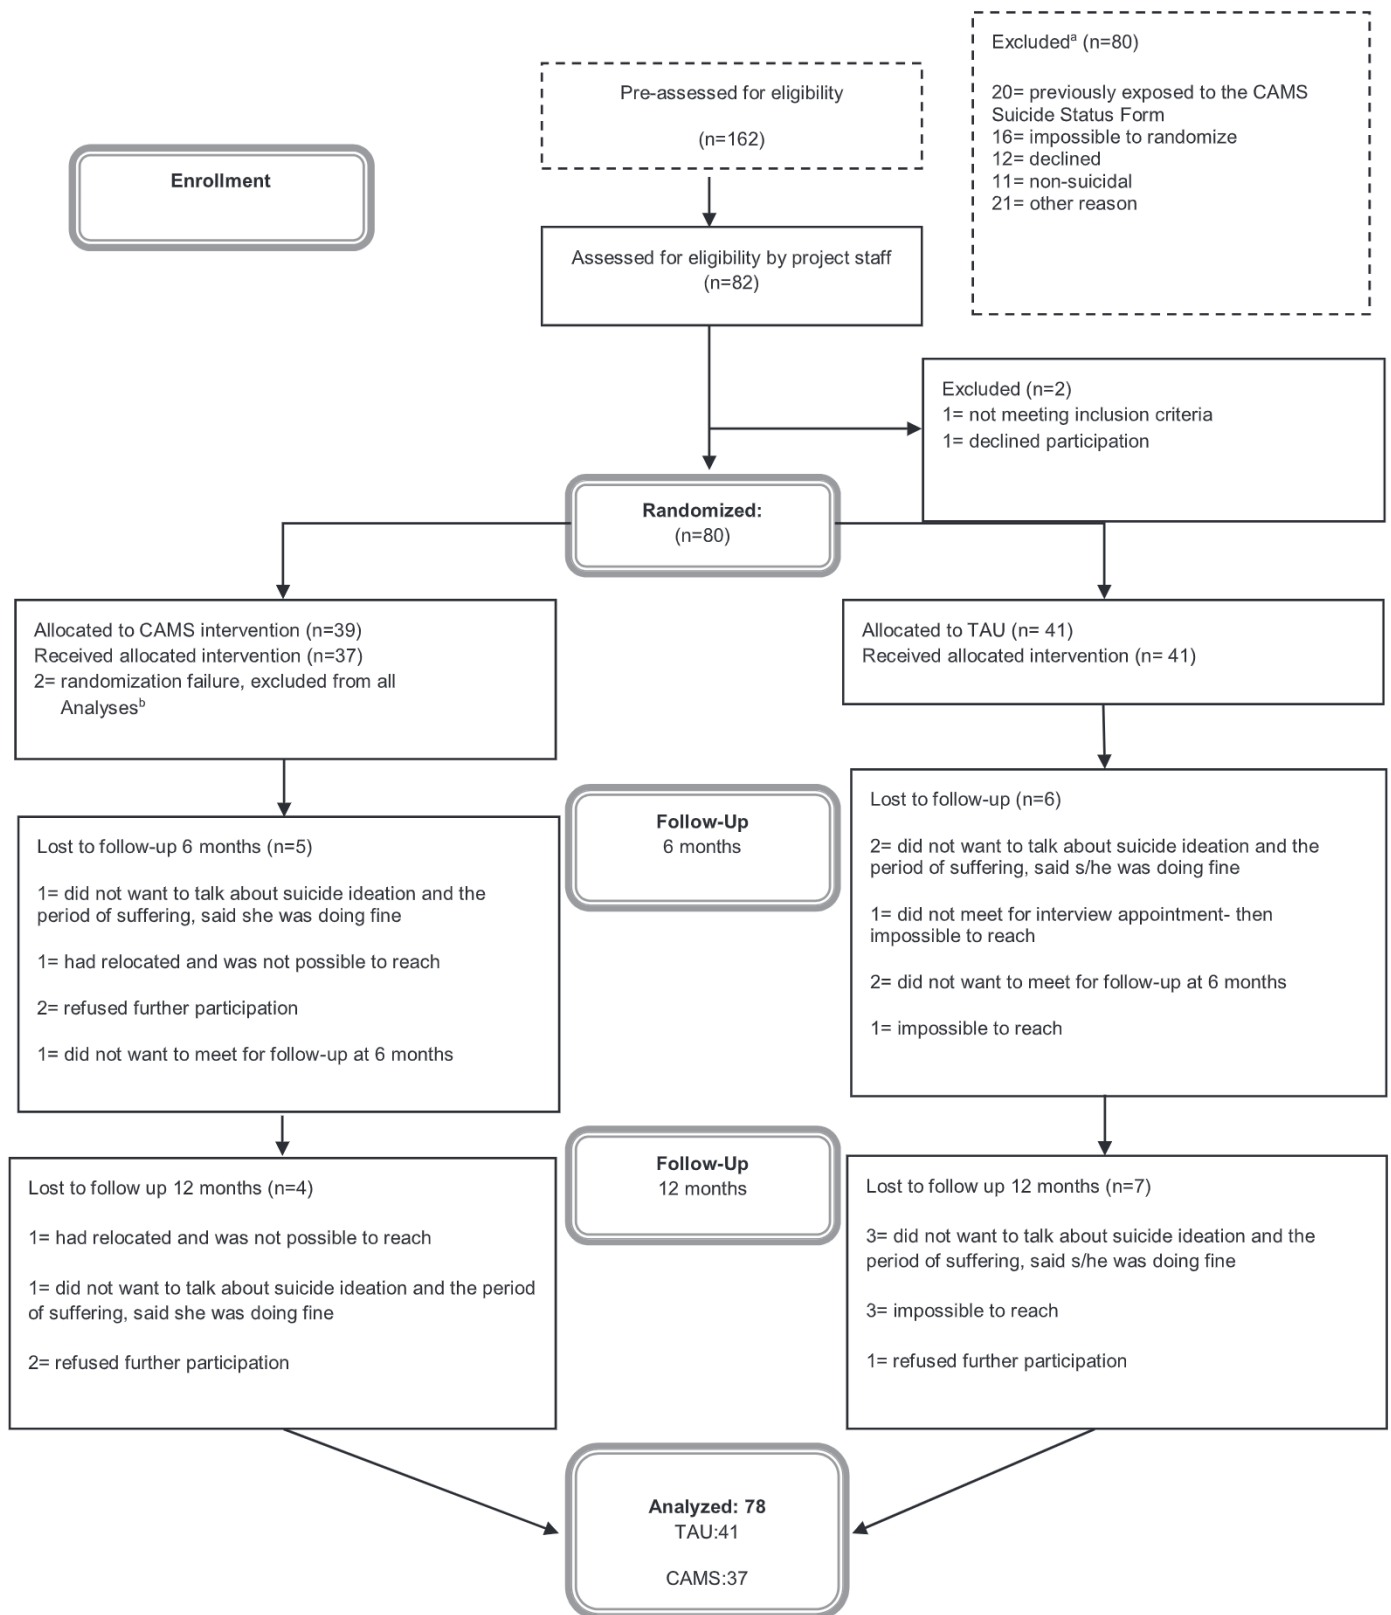 Excludedᵃ (n=80)
20= previously exposed to the CAMS
Suicide Status Form
16= impossible to randomize
12= declined
11= non-suicidal
21= other reason
Pre-assessed for eligibility
(n=162)
Enrollment
Assessed for eligibility by project staff
(n=82)
Excluded (n=2)
1= not meeting inclusion criteria
1= declined participation
Randomized:
(n=80)
Allocated to CAMS intervention (n=39)
Received allocated intervention (n=37)
2= randomization failure, excluded from all
Analysesᵇ
Allocated to TAU (n= 41)
Received allocated intervention (n= 41)
Follow-Up
6 months
Lost to follow-up 6 months (n=5)
1= did not want to talk about suicide ideation and the
period of suffering, said she was doing fine
1= had relocated and was not possible to reach
2= refused further participation
1= did not want to meet for follow-up at 6 months
Lost to follow-up (n=6)
2= did not want to talk about suicide ideation and the
period of suffering, said s/he was doing fine
1= did not meet for interview appointment- then
impossible to reach
2= did not want to meet for follow-up at 6 months
1= impossible to reach
Follow-Up
12 months
Lost to follow up 12 months (n=4)
1= had relocated and was not possible to reach
1= did not want to talk about suicide ideation and the period
of suffering, said she was doing fine
2= refused further participation
Lost to follow up 12 months (n=7)
3= did not want to talk about suicide ideation and the
period of suffering, said s/he was doing fine
3= impossible to reach
1= refused further participation
Analyzed: 78
TAU:41
CAMS:37